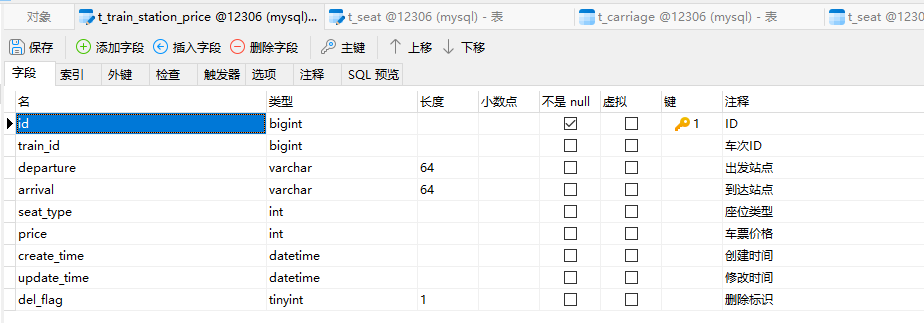 对象 t_train_station_price @12306 (mysql)... t_seat @12306 (mysql) - 表 t_carriage @12306 (mysql) - 表 t_seat @1230
保存 添加字段 插入字段 删除字段 主键 上移 下移
字段 索引 外键 检查 触发器 选项 注释 SQL 预览
名 类型 长度 小数点 不是 null 虚拟 键 注释
id bigint 1 ID
train_id bigint 车次ID
departure varchar 64 出发站点
arrival varchar 64 到达站点
seat_type int 座位类型
price int 车票价格
create_time datetime 创建时间
update_time datetime 修改时间
del_flag tinyint 1 删除标识